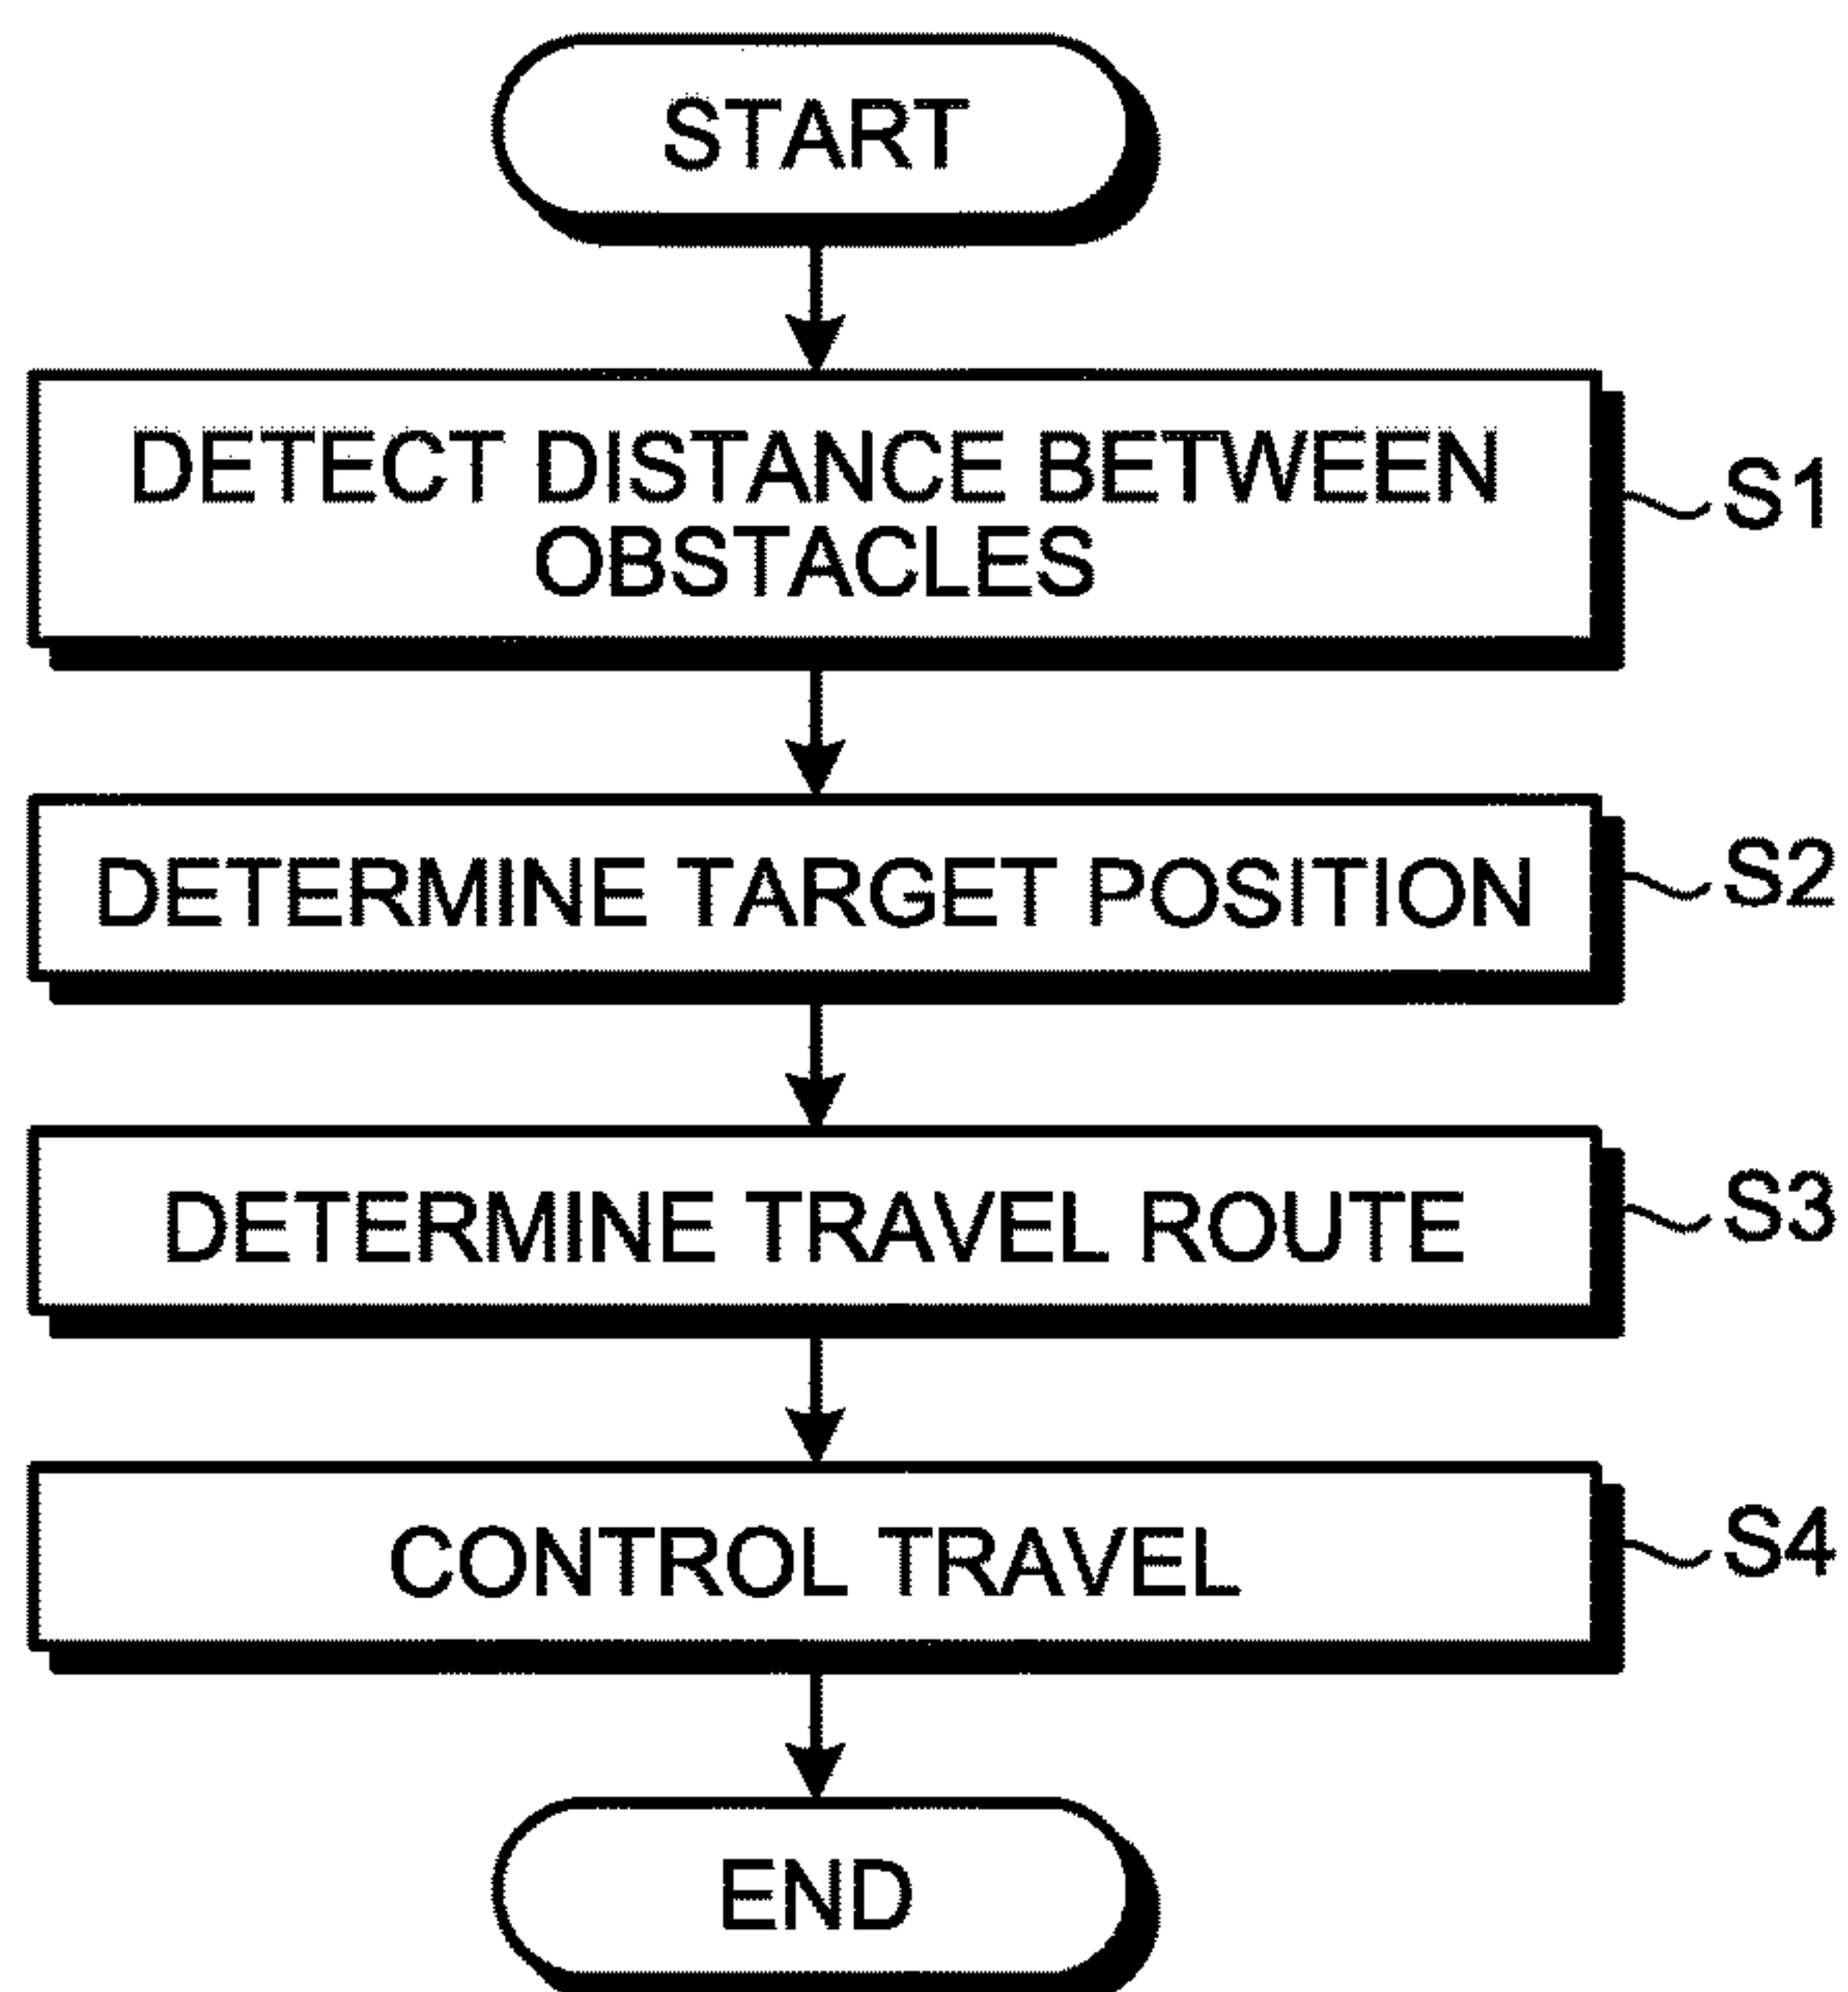 START
DETECT DISTANCE BETWEEN
OBSTACLES
S1
DETERMINE TARGET POSITION
S2
DETERMINE TRAVEL ROUTE
S3
CONTROL TRAVEL
S4
END